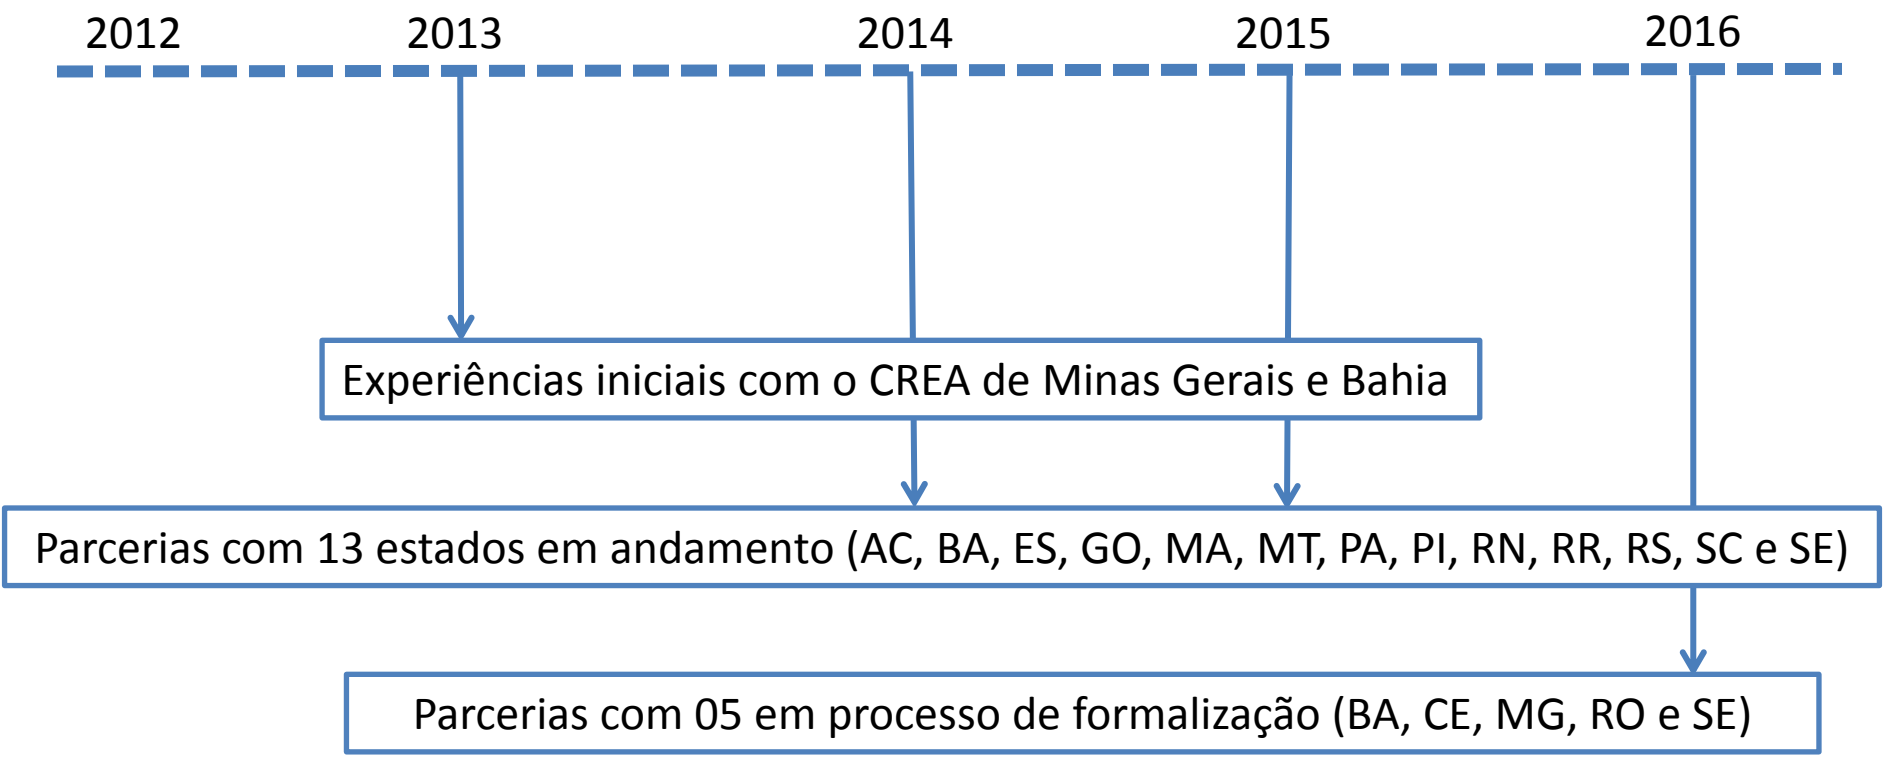 2012 2013 2014 2015 2016
Experiências iniciais com o CREA de Minas Gerais e Bahia
Parcerias com 13 estados em andamento (AC, BA, ES, GO, MA, MT, PA, PI, RN, RR, RS, SC e SE)
Parcerias com 05 em processo de formalização (BA, CE, MG, RO e SE)